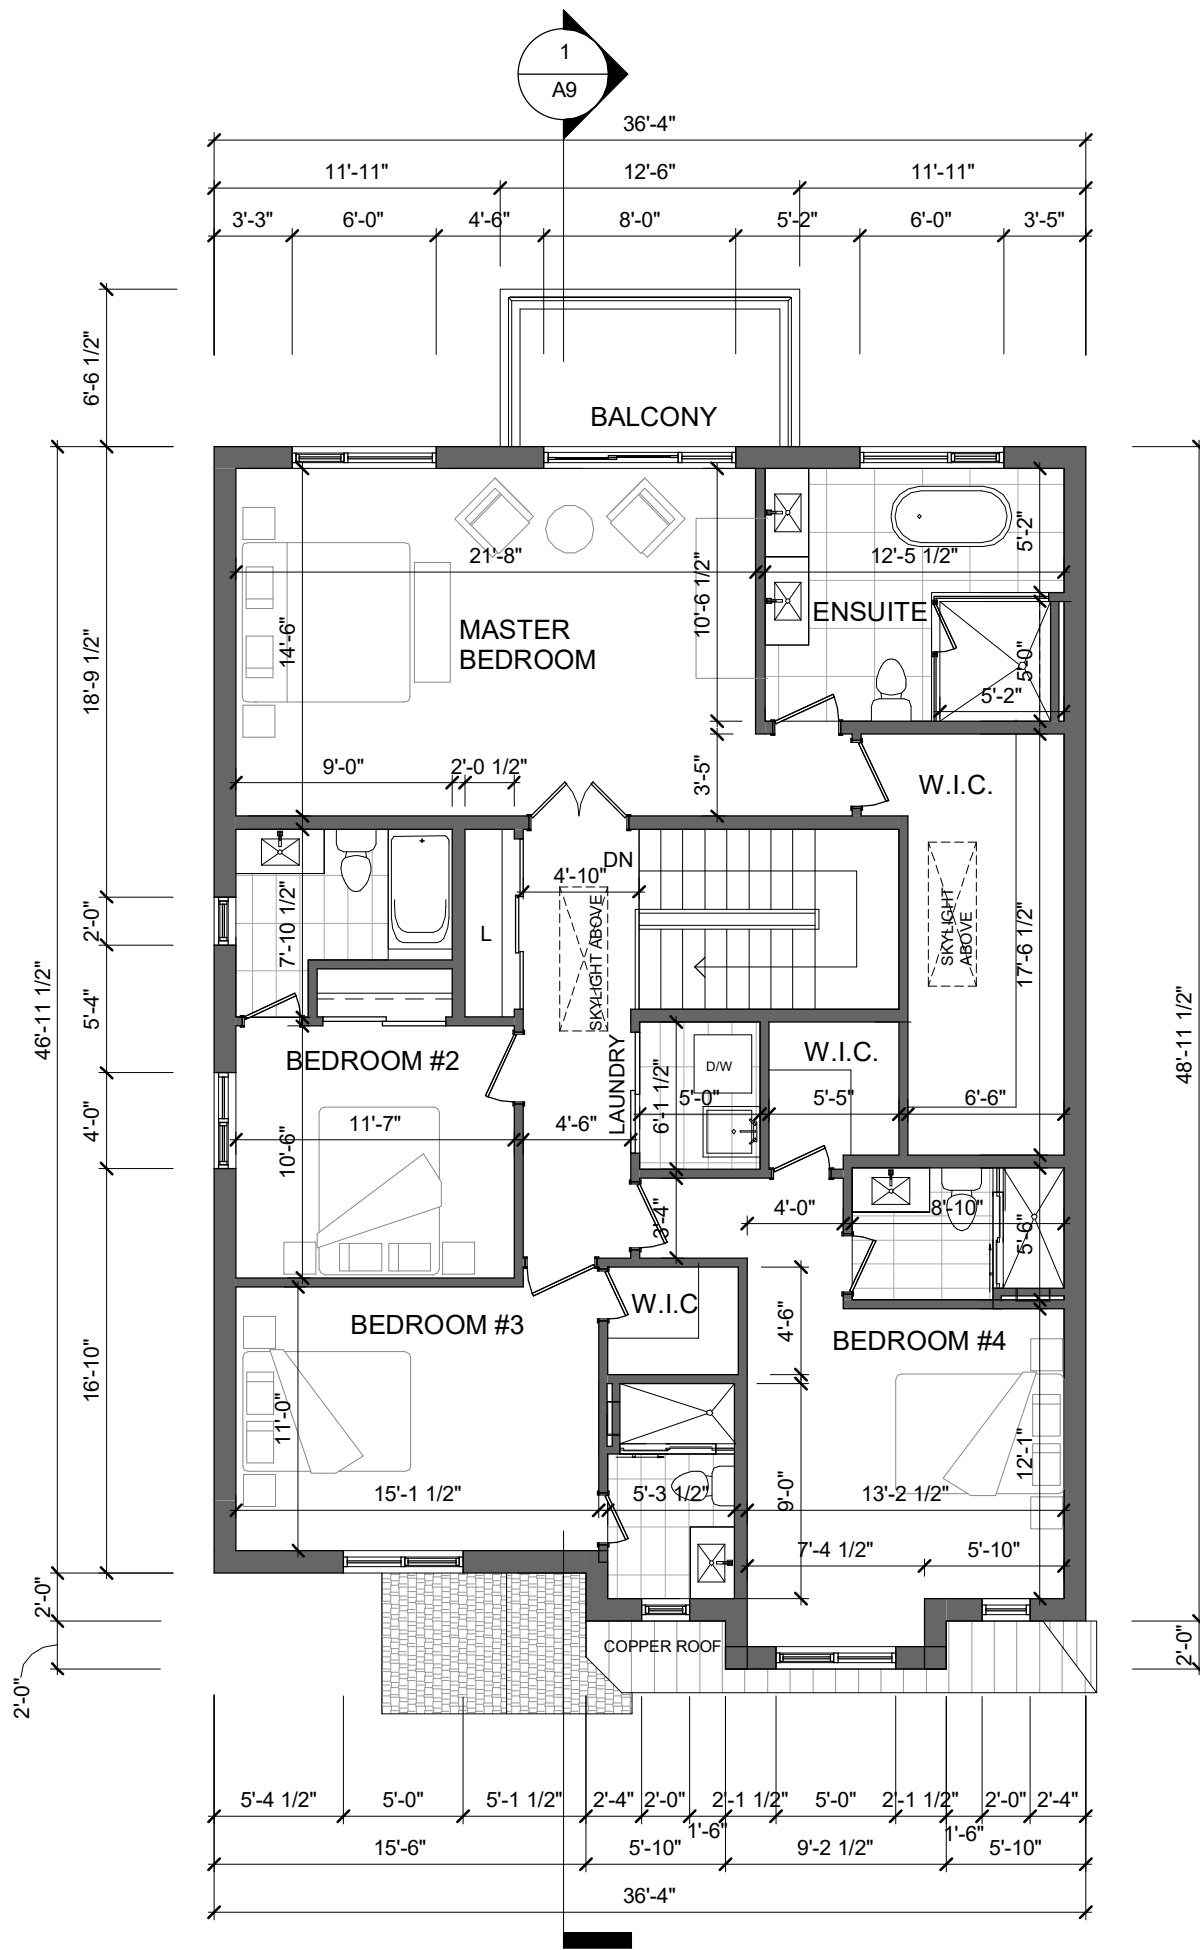 1
A9
36'-4"
11'-11" 12'-6" 11'-11"
3'-3" 6'-0" 4'-6" 8'-0" 5'-2" 6'-0" 3'-5"
6'-6 1/2"
BALCONY
21'-8"
12'-5 1/2"
5'-2"
10'-6 1/2"
14'-6"
MASTER
BEDROOM
ENSUITE
5'-0"
5'-2"
18'-9 1/2"
9'-0" 2'-0 1/2"
3'-5"
W.I.C.
DN
4'-10"
L
7'-10 1/2"
SKYLIGHT ABOVE
SKYLIGHT
ABOVE
17'-6 1/2"
2'-0"
5'-4"
46'-11 1/2"
48'-11 1/2"
BEDROOM #2
LAUNDRY
D/W
W.I.C.
6'-1 1/2"
5'-0"
5'-5"
6'-6"
4'-0"
11'-7"
4'-6"
10'-6"
3'-4"
4'-0"
8'-10"
5'-6"
W.I.C
BEDROOM #3
4'-6"
BEDROOM #4
16'-10"
11'-0"
12'-1"
15'-1 1/2"
5'-3 1/2"
9'-0"
13'-2 1/2"
7'-4 1/2"
5'-10"
2'-0"
COPPER ROOF
2'-0"
2'-0"
5'-4 1/2" 5'-0" 5'-1 1/2" 2'-4" 2'-0" 2'-1 1/2" 5'-0" 2'-1 1/2" 2'-0" 2'-4"
1'-6" 1'-6"
15'-6" 5'-10" 9'-2 1/2" 5'-10"
36'-4"